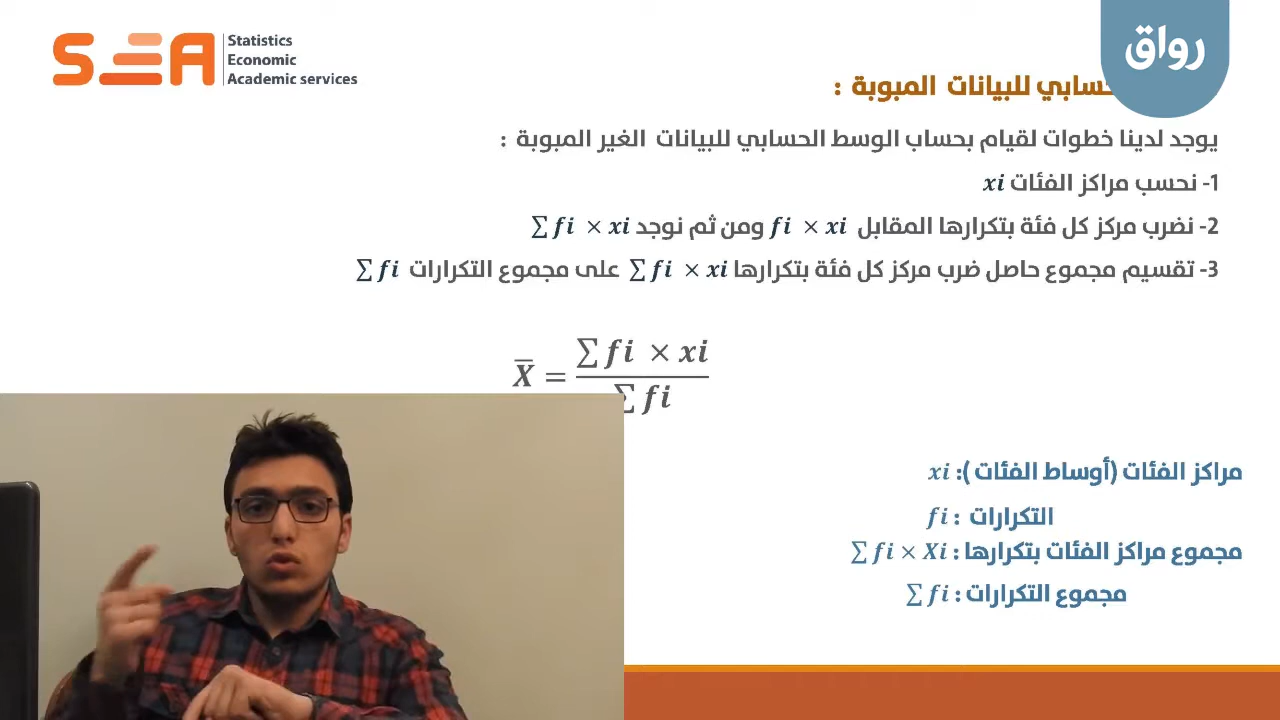 SEA
Statistics
Economic
Academic services
رواق
حسابي للبيانات المبوبة :
يوجد لدينا خطوات لقيام بحساب الوسط الحسابي للبيانات الغير المبوبة :
1- نحسب مراكز الفئات xi
2- نضرب مركز كل فئة بتكرارها المقابل fi × xi ومن ثم نوجد ∑ fi × xi
3- تقسيم مجموع حاصل ضرب مركز كل فئة بتكرارها ∑ fi × xi على مجموع التكرارات ∑ fi
X̅ = ∑ fi × xi / ∑ fi
مراكز الفئات (أوساط الفئات ): xi
التكرارات : fi
مجموع مراكز الفئات بتكرارها : ∑ fi × Xi
مجموع التكرارات : ∑ fi